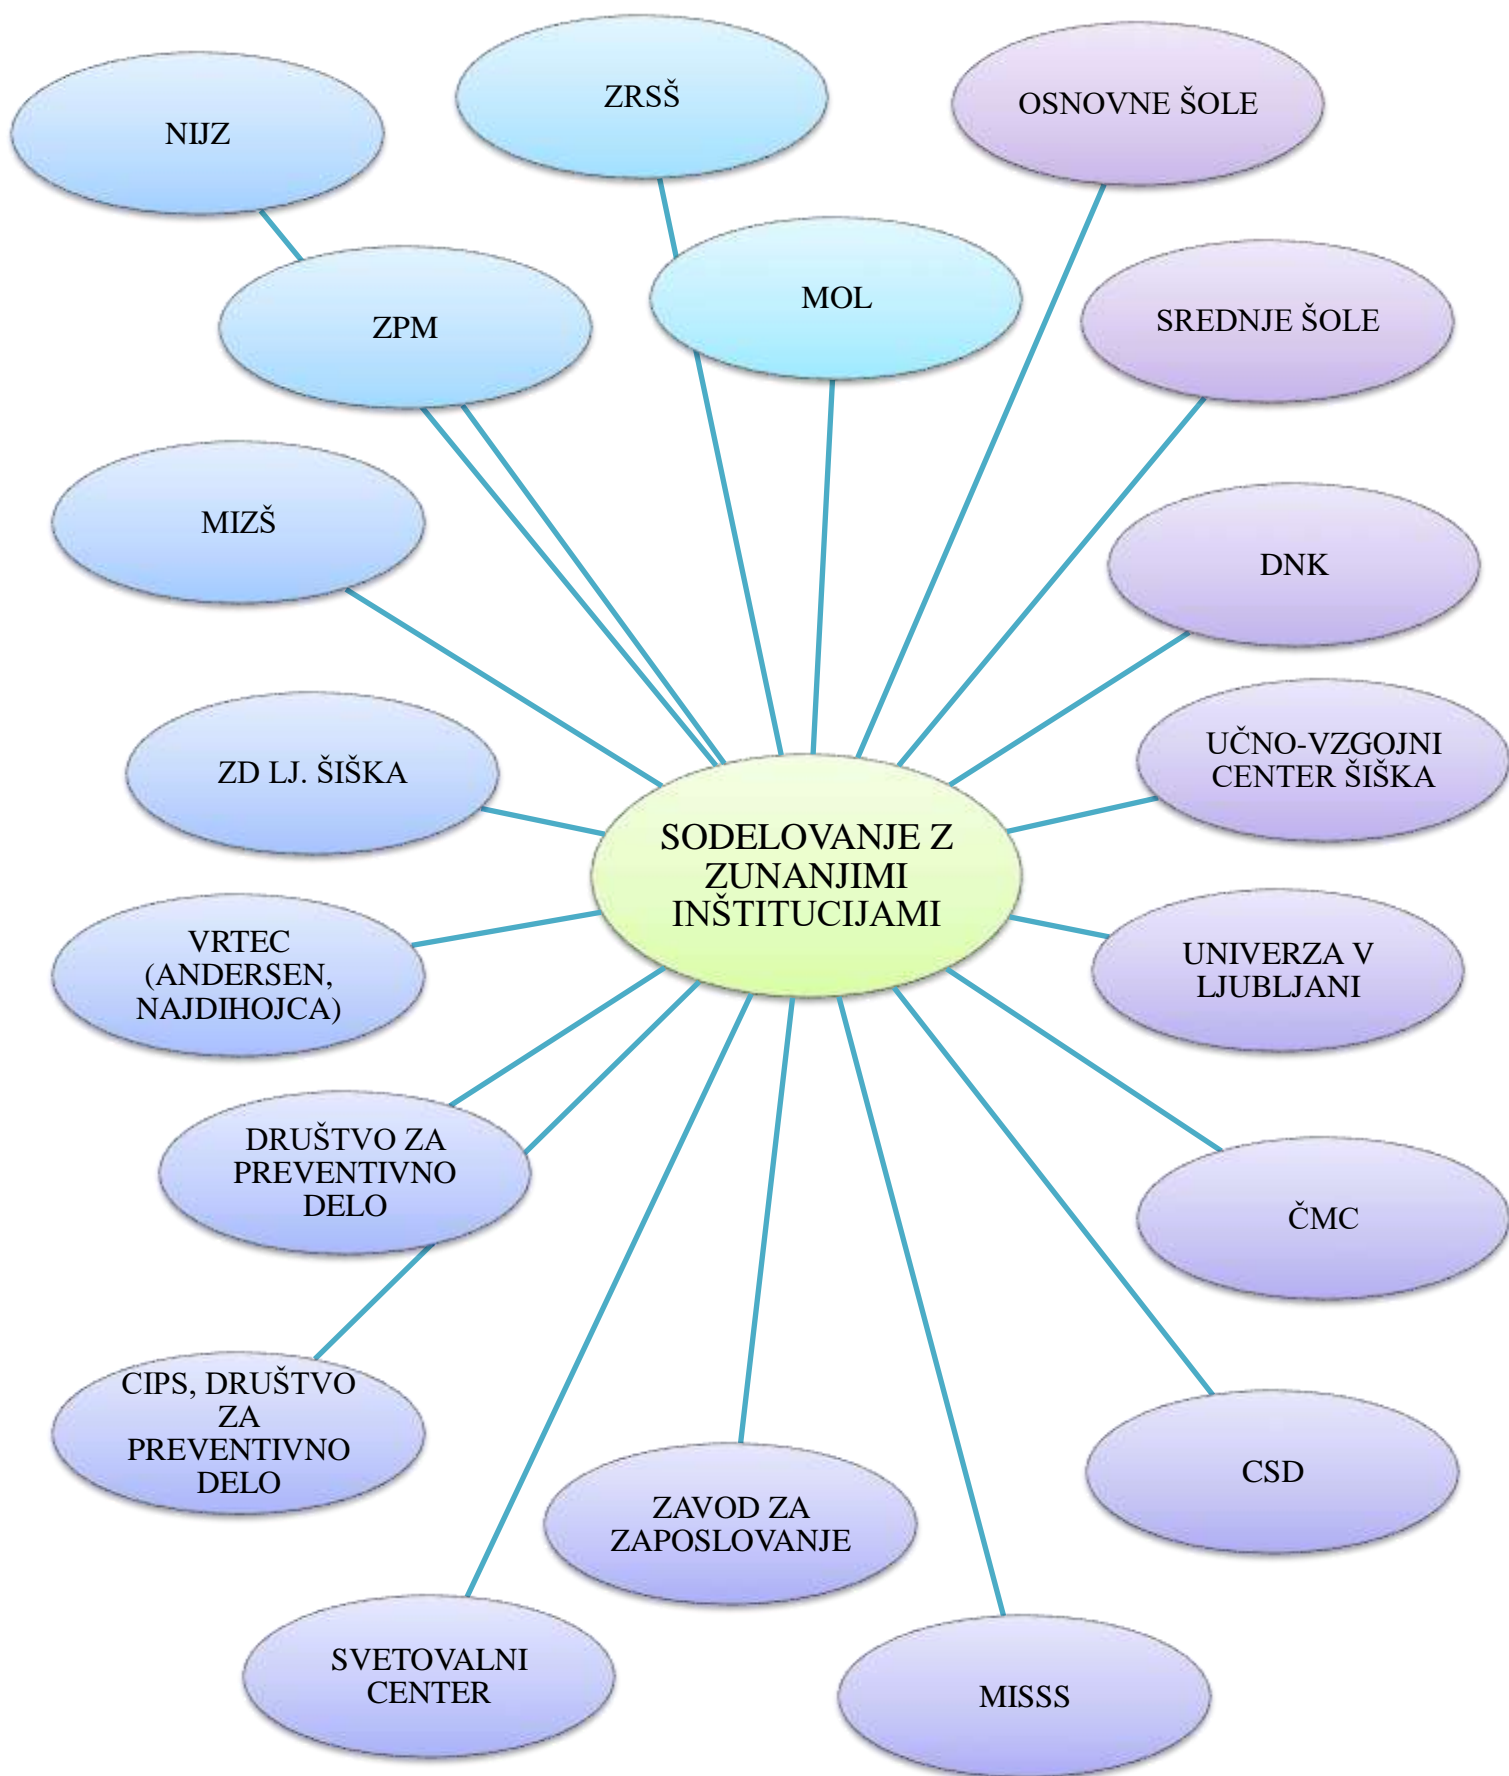 ZRSŠ
OSNOVNE ŠOLE
NIJZ
MOL
SREDNJE ŠOLE
ZPM
MIZŠ
DNK
UČNO-VZGOJNI
CENTER ŠIŠKA
ZD LJ. ŠIŠKA
SODELOVANJE Z
ZUNANJIMI
INŠTITUCIJAMI
VRTEC
(ANDERSEN,
NAJDIHOJCA)
UNIVERZA V
LJUBLJANI
DRUŠTVO ZA
PREVENTIVNO
DELO
ČMC
CIPS, DRUŠTVO
ZA
PREVENTIVNO
DELO
CSD
ZAVOD ZA
ZAPOSLOVANJE
SVETOVALNI
CENTER
MISSS